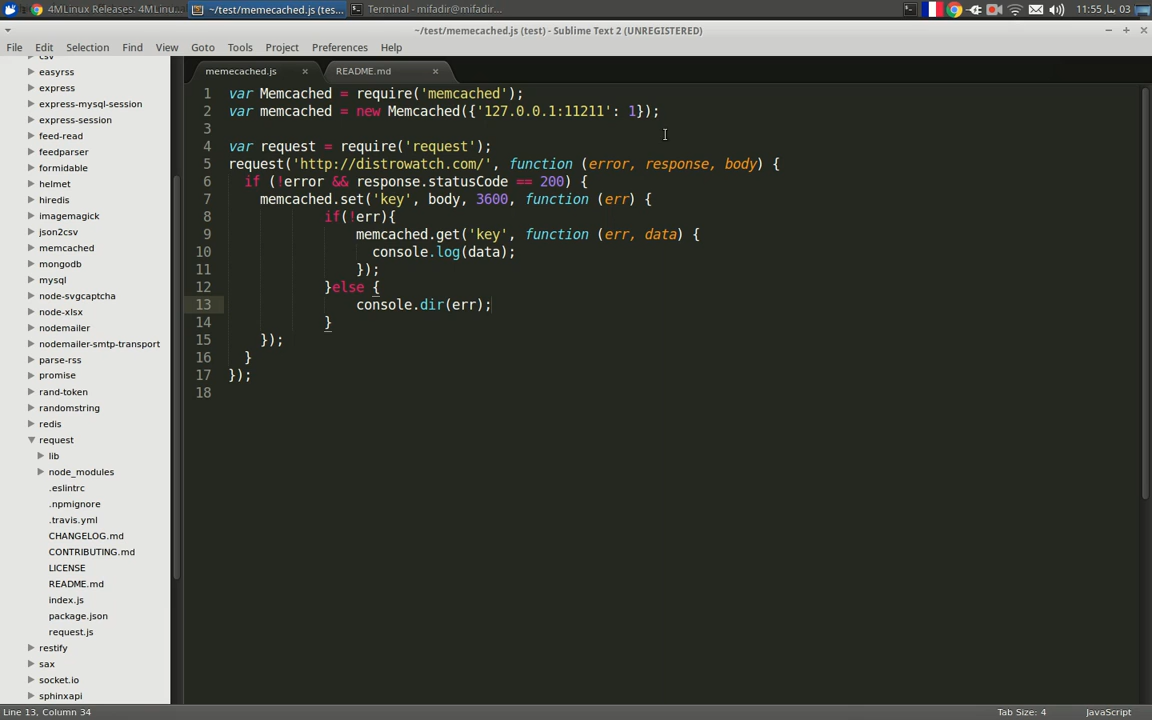 4MLinux Releases: 4MLinu...
~/test/memecached.js (tes...
Terminal - mifadir@mifadir...
11:55
~/test/memecached.js (test) - Sublime Text 2 (UNREGISTERED)
File Edit Selection Find View Goto Tools Project Preferences Help
csv
easyrss
express
express-mysql-session
express-session
feed-read
feedparser
formidable
helmet
hiredis
imagemagick
json2csv
memcached
mongodb
mysql
node-svgcaptcha
node-xlsx
nodemailer
nodemailer-smtp-transport
parse-rss
promise
rand-token
randomstring
redis
request
lib
node_modules
.eslintrc
.npmignore
.travis.yml
CHANGELOG.md
CONTRIBUTING.md
LICENSE
README.md
index.js
package.json
request.js
restify
sax
socket.io
sphinxapi
memecached.js × README.md ×
1 var Memcached = require('memcached');
2 var memcached = new Memcached({'127.0.0.1:11211': 1});
3
4 var request = require('request');
5 request('http://distrowatch.com/', function (error, response, body) {
6 if (!error && response.statusCode == 200) {
7 memcached.set('key', body, 3600, function (err) {
8 if(!err){
9 memcached.get('key', function (err, data) {
10 console.log(data);
11 });
12 }else {
13 console.dir(err);
14 }
15 });
16 }
17 });
18
Line 13, Column 34
Tab Size: 4
JavaScript